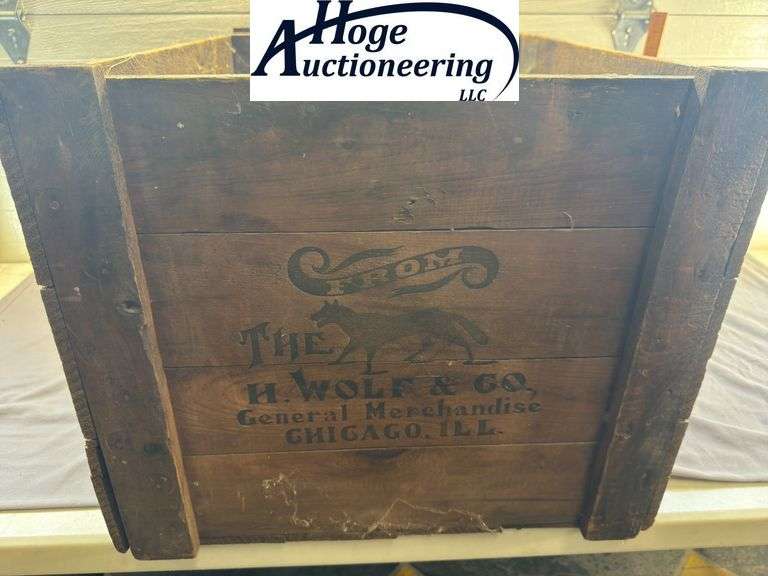 Hoge
Auctioneering
LLC
FROM
THE
H. WOLF & CO,
General Merchandise
CHICAGO, ILL.